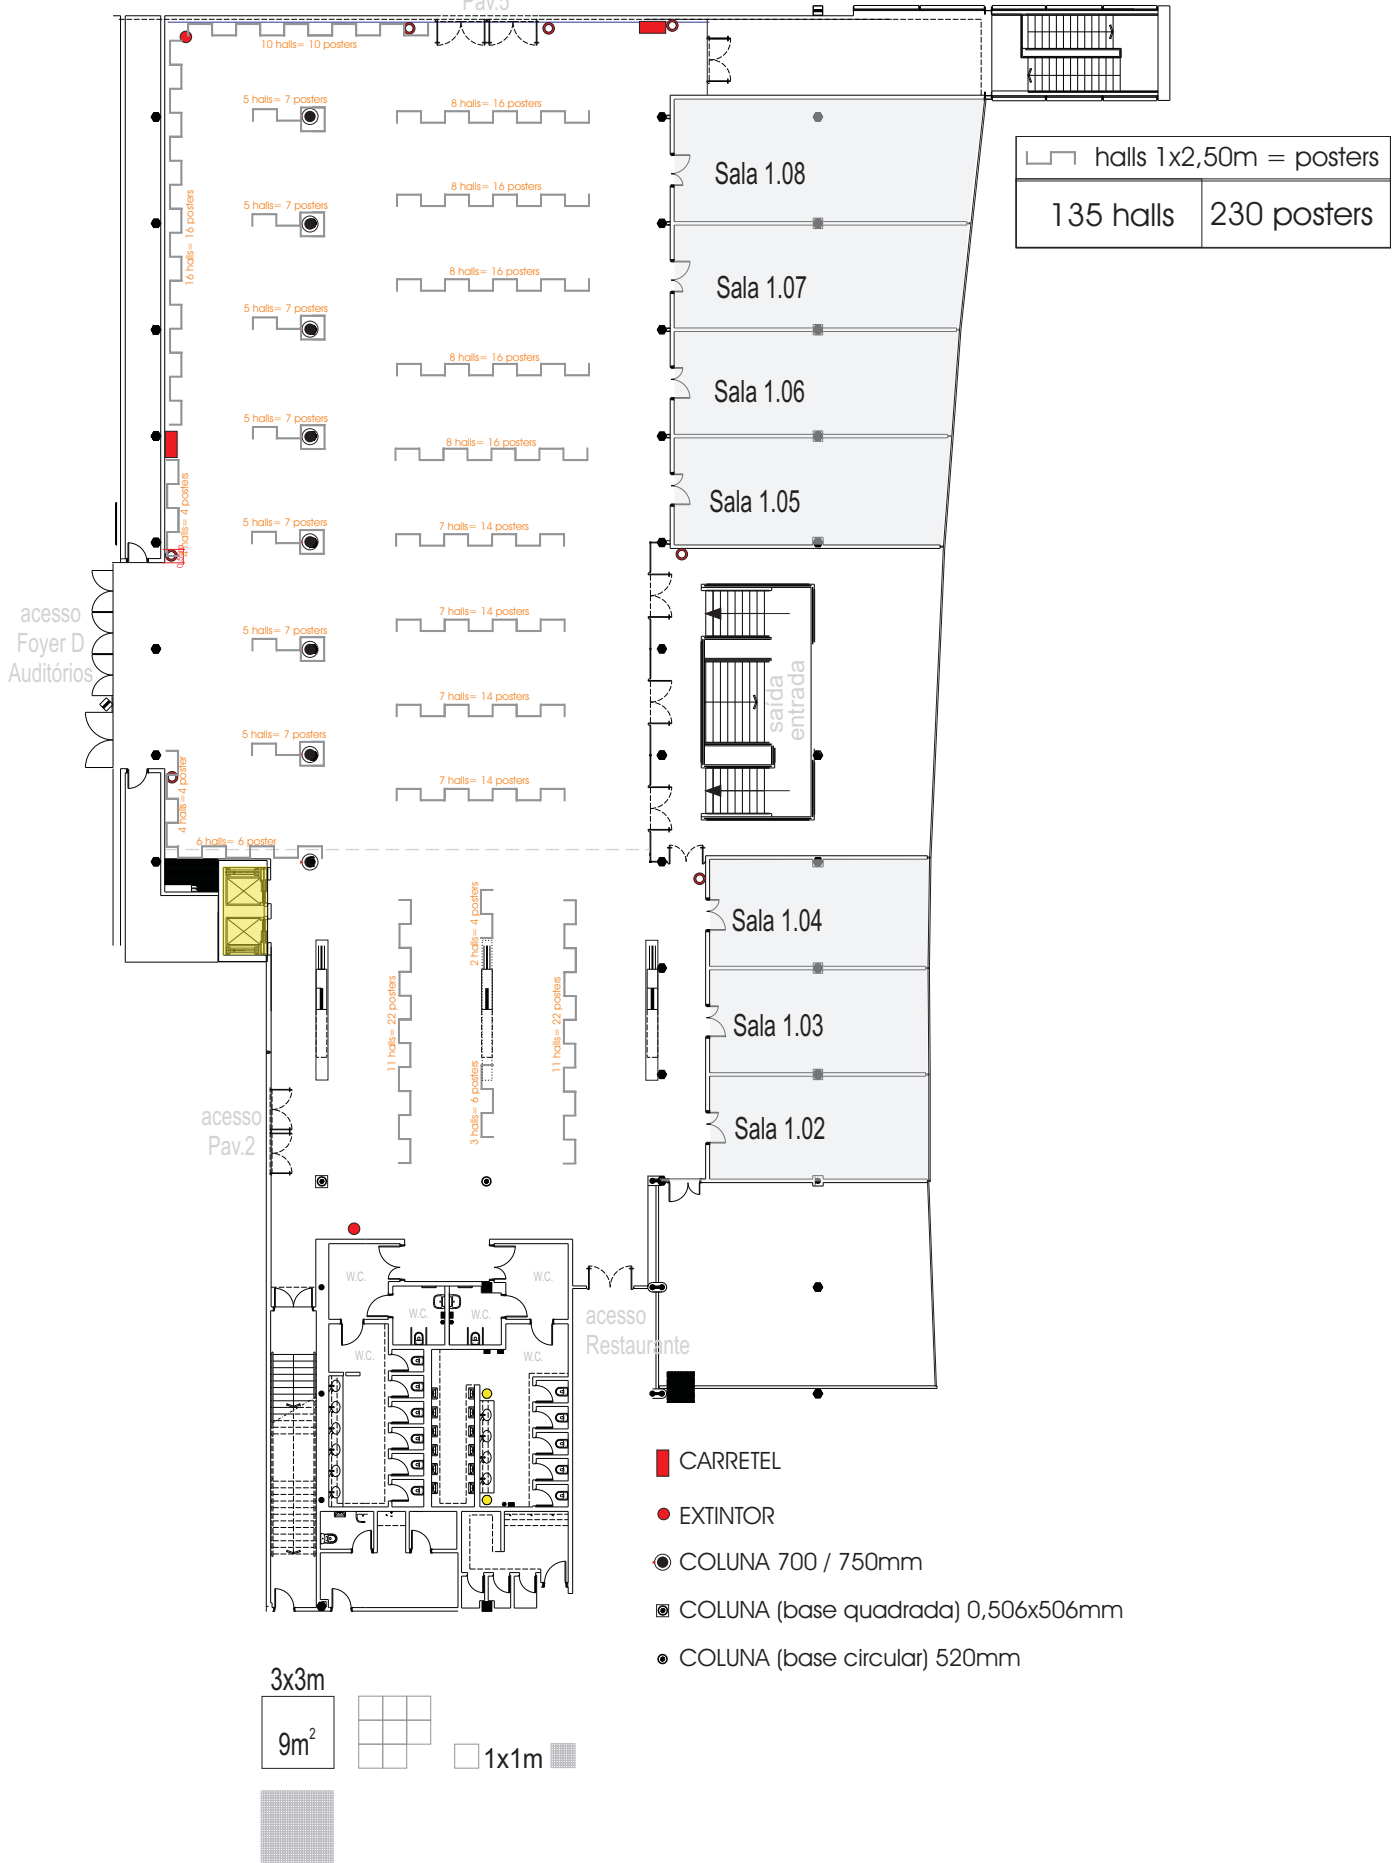 Pav.5
10 halls= 10 posters
5 halls= 7 posters
8 halls= 16 posters
halls 1x2,50m = posters
135 halls
230 posters
Sala 1.08
16 halls= 16 posters
5 halls= 7 posters
8 halls= 16 posters
Sala 1.07
5 halls= 7 posters
8 halls= 16 posters
8 halls= 16 posters
Sala 1.06
5 halls= 7 posters
8 halls= 16 posters
4 halls= 4 posters
Sala 1.05
5 halls= 7 posters
7 halls= 14 posters
acesso
Foyer D
Auditórios
5 halls= 7 posters
7 halls= 14 posters
saída
entrada
5 halls= 7 posters
7 halls= 14 posters
4 halls=4 poster
7 halls= 14 posters
6 halls= 6 poster
2 halls= 4 posters
Sala 1.04
11 halls= 22 posters
11 halls= 22 posters
Sala 1.03
3 halls= 6 posters
acesso
Pav.2
Sala 1.02
W.C.
W.C.
W.C.
W.C.
acesso
Restaurante
W.C.
W.C.
CARRETEL
EXTINTOR
COLUNA 700 / 750mm
COLUNA (base quadrada) 0,506x506mm
COLUNA (base circular) 520mm
3x3m
9m²
1x1m